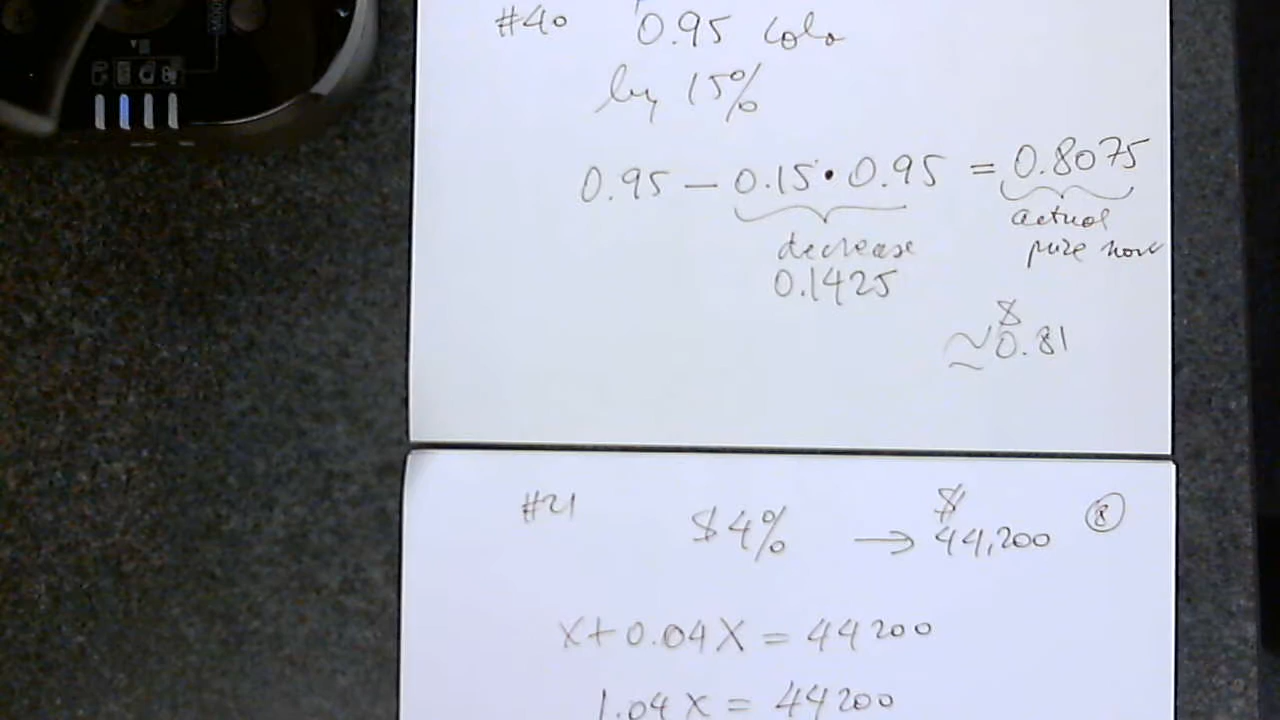 #40 0.95 Cola
by 15%
0.95 - 0.15 • 0.95 = 0.8075
decrease actual
0.1425 price now
$
≈ 0.81
#21 $ 4% → $ 44,200 8
x + 0.04x = 44200
1.04x = 44200